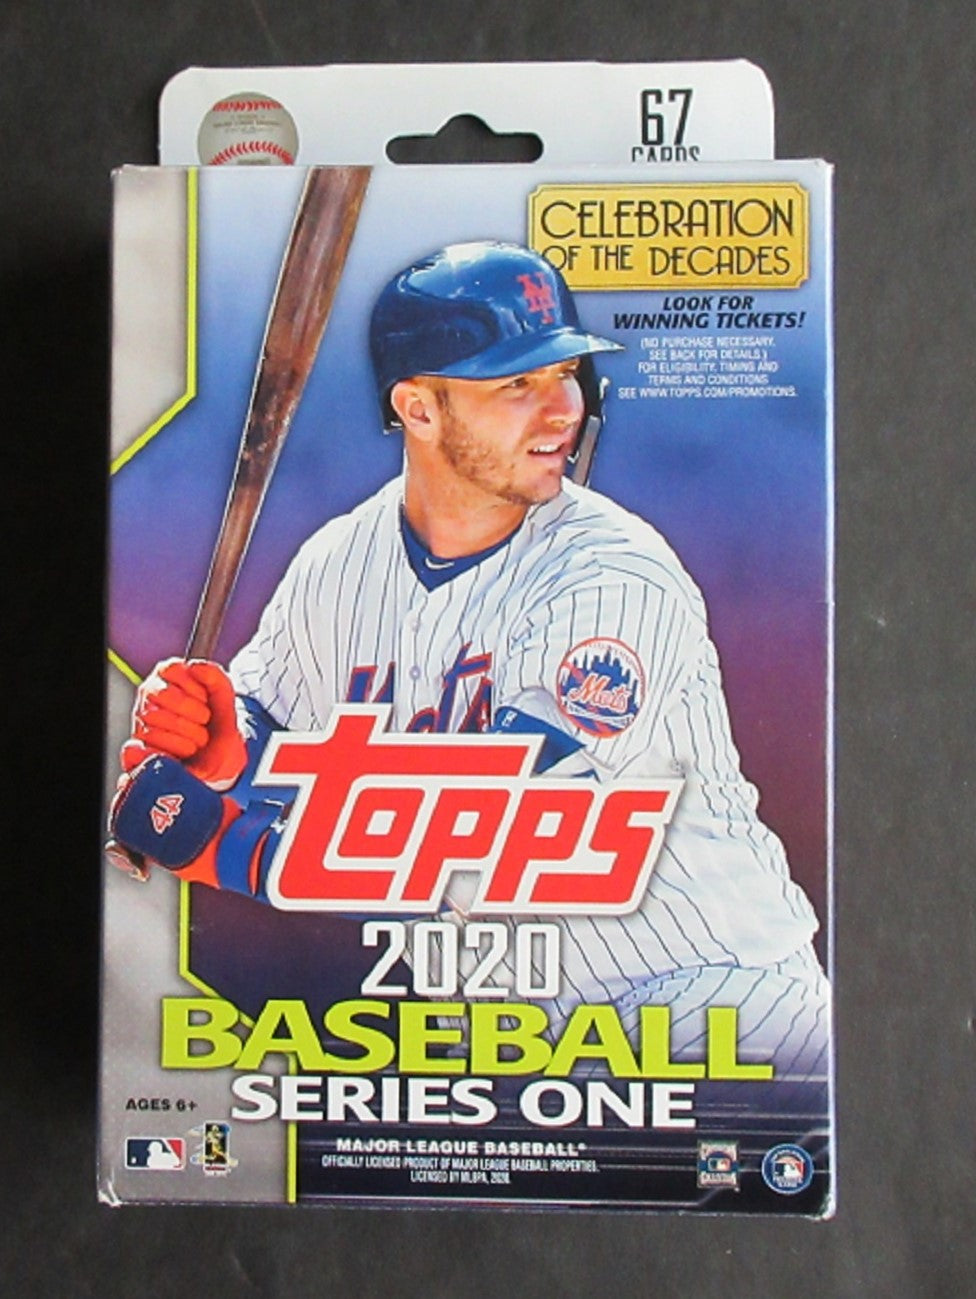 67
CARDS
CELEBRATION
OF THE DECADES
LOOK FOR
WINNING TICKETS!
(NO PURCHASE NECESSARY.
SEE BACK FOR DETAILS.)
FOR ELIGIBILITY, TIMING AND
TERMS AND CONDITIONS
SEE WWW.TOPPS.COM/PROMOTIONS.
NY
Mets
Mets
44
topps
2020
BASEBALL
SERIES ONE
AGES 6+
MAJOR LEAGUE BASEBALL®
OFFICIALLY LICENSED PRODUCT OF MAJOR LEAGUE BASEBALL PROPERTIES.
LICENSED BY MLBPA, 2020.